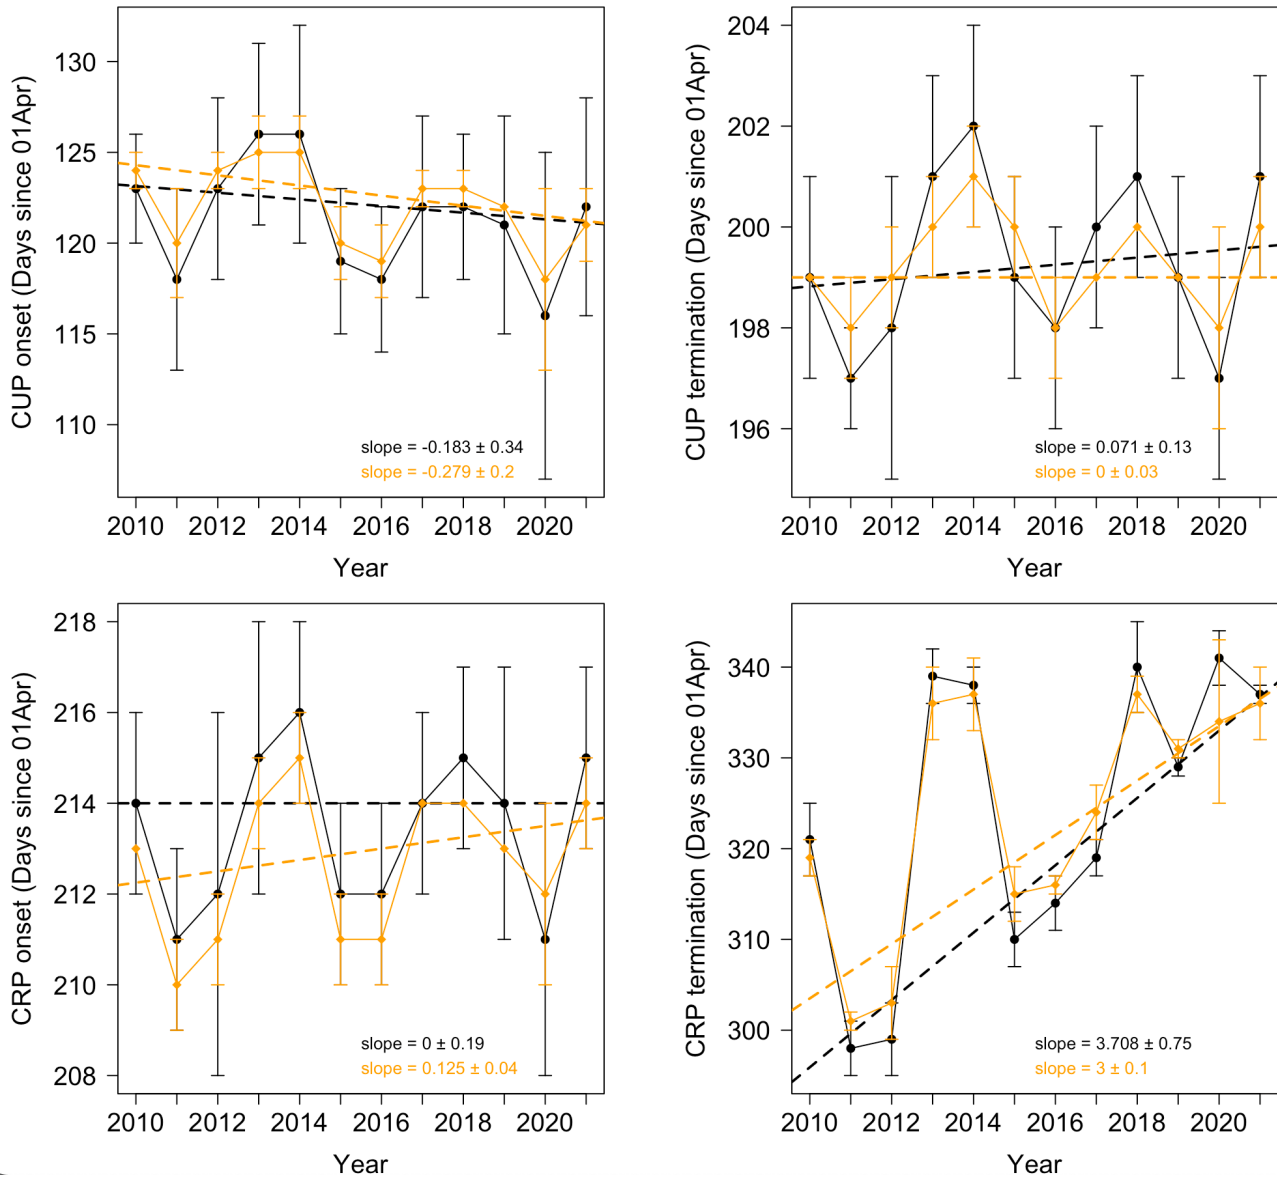 CUP onset (Days since 01Apr)
130
125
120
115
110
slope = -0.183 ± 0.34
slope = -0.279 ± 0.2
2010 2012 2014 2016 2018 2020
Year
CUP termination (Days since 01Apr)
204
202
200
198
196
slope = 0.071 ± 0.13
slope = 0 ± 0.03
2010 2012 2014 2016 2018 2020
Year
CRP onset (Days since 01Apr)
218
216
214
212
210
208
slope = 0 ± 0.19
slope = 0.125 ± 0.04
2010 2012 2014 2016 2018 2020
Year
CRP termination (Days since 01Apr)
340
330
320
310
300
slope = 3.708 ± 0.75
slope = 3 ± 0.1
2010 2012 2014 2016 2018 2020
Year